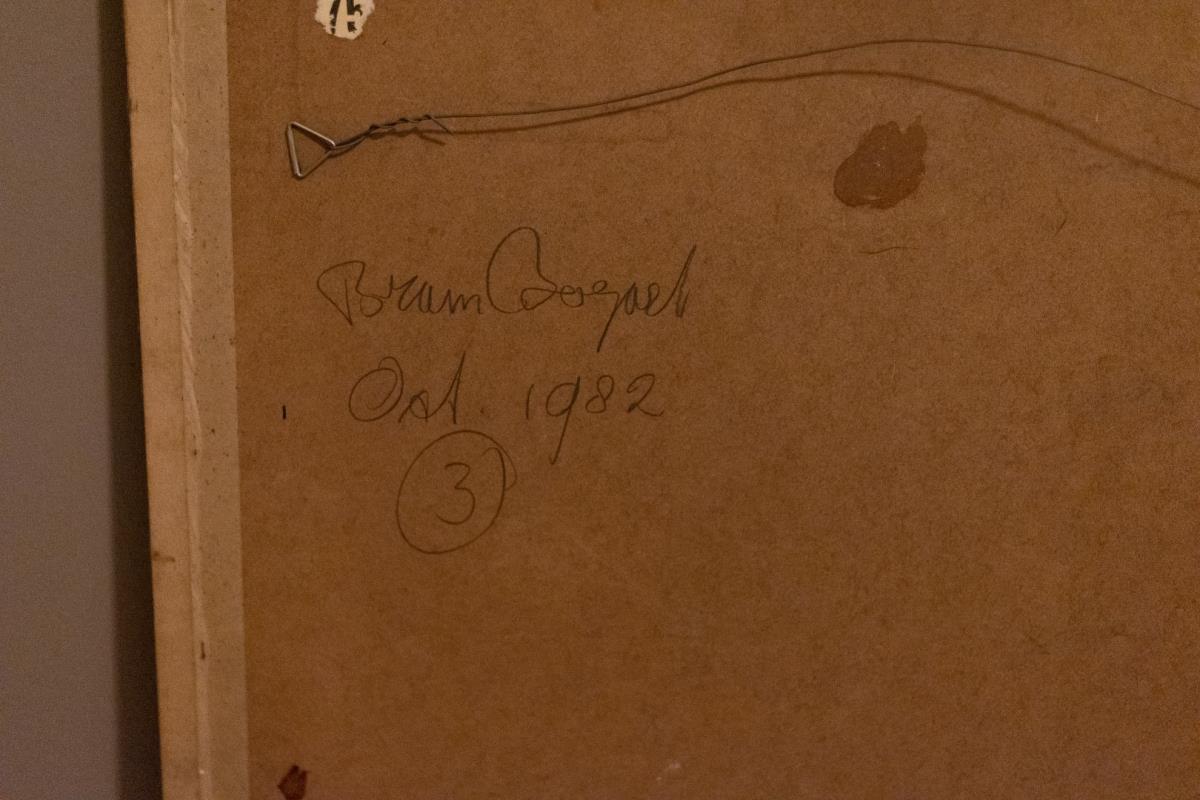 Bram Bogaert
Oct. 1982
3